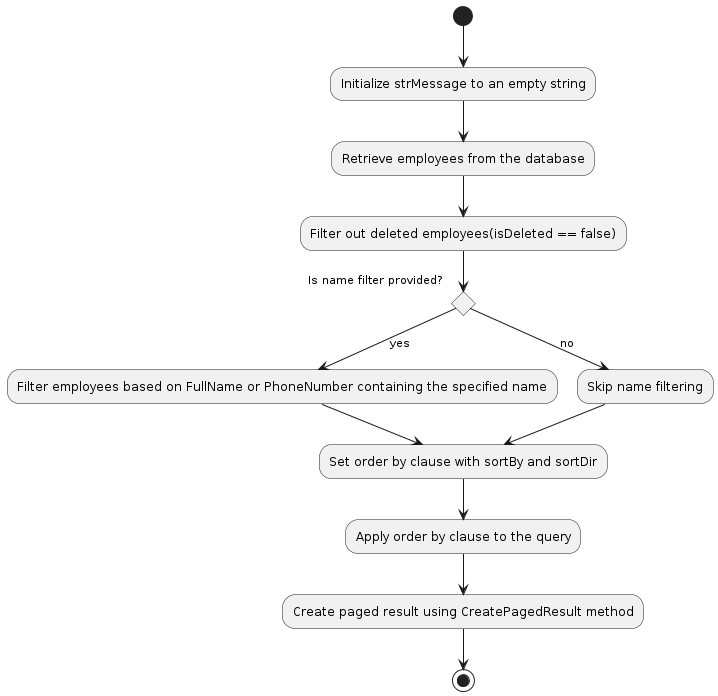 Initialize strMessage to an empty string
Retrieve employees from the database
Filter out deleted employees(isDeleted == false)
Is name filter provided?
yes
no
Filter employees based on FullName or PhoneNumber containing the specified name
Skip name filtering
Set order by clause with sortBy and sortDir
Apply order by clause to the query
Create paged result using CreatePagedResult method